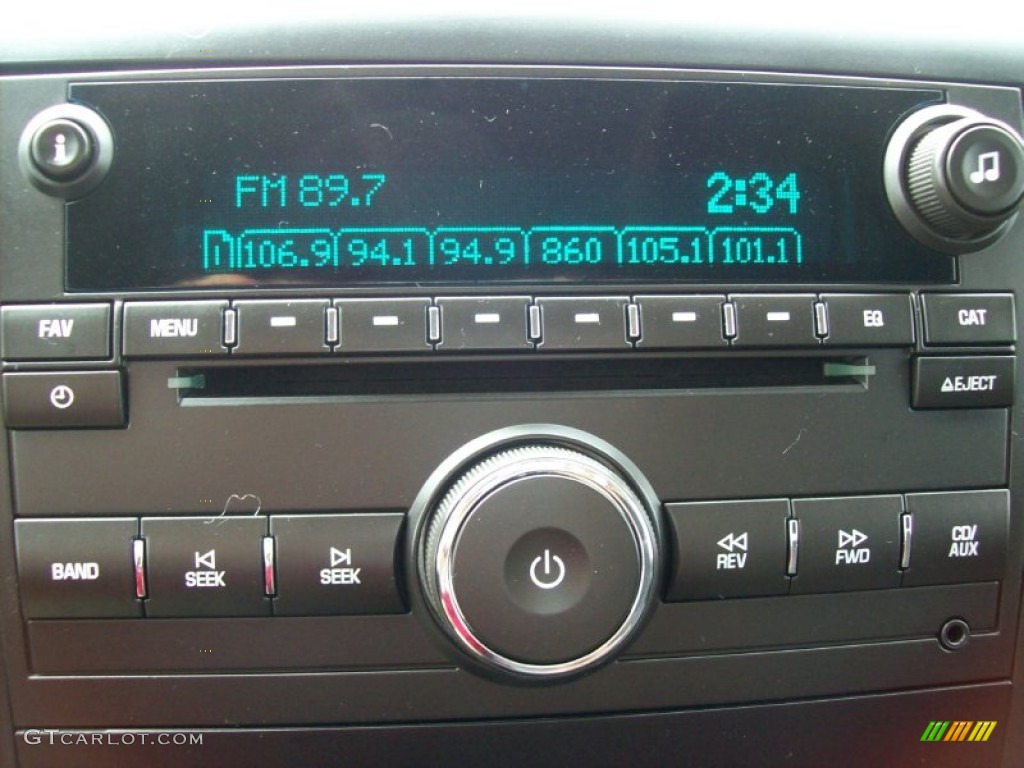 i
FM 89.7 2:34
1 106.9 94.1 94.9 860 105.1 101.1
FAV MENU EQ CAT
EJECT
BAND SEEK SEEK REV FWD CD/
AUX
GTCARLOT.COM